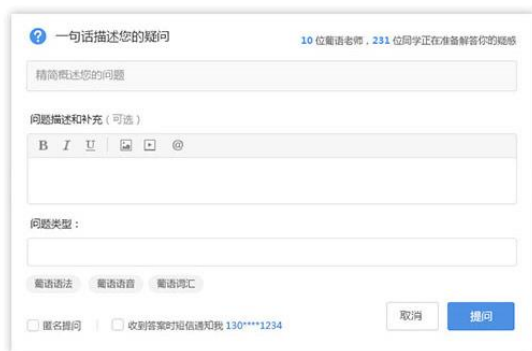 一句话描述您的疑问
10 位葡语老师，231 位同学正在准备解答你的疑惑
精简概述您的问题
问题描述和补充（可选）
B I U @
问题类型：
葡语语法 葡语语音 葡语词汇
取消 提问
匿名提问 收到答案时短信通知我 130****1234